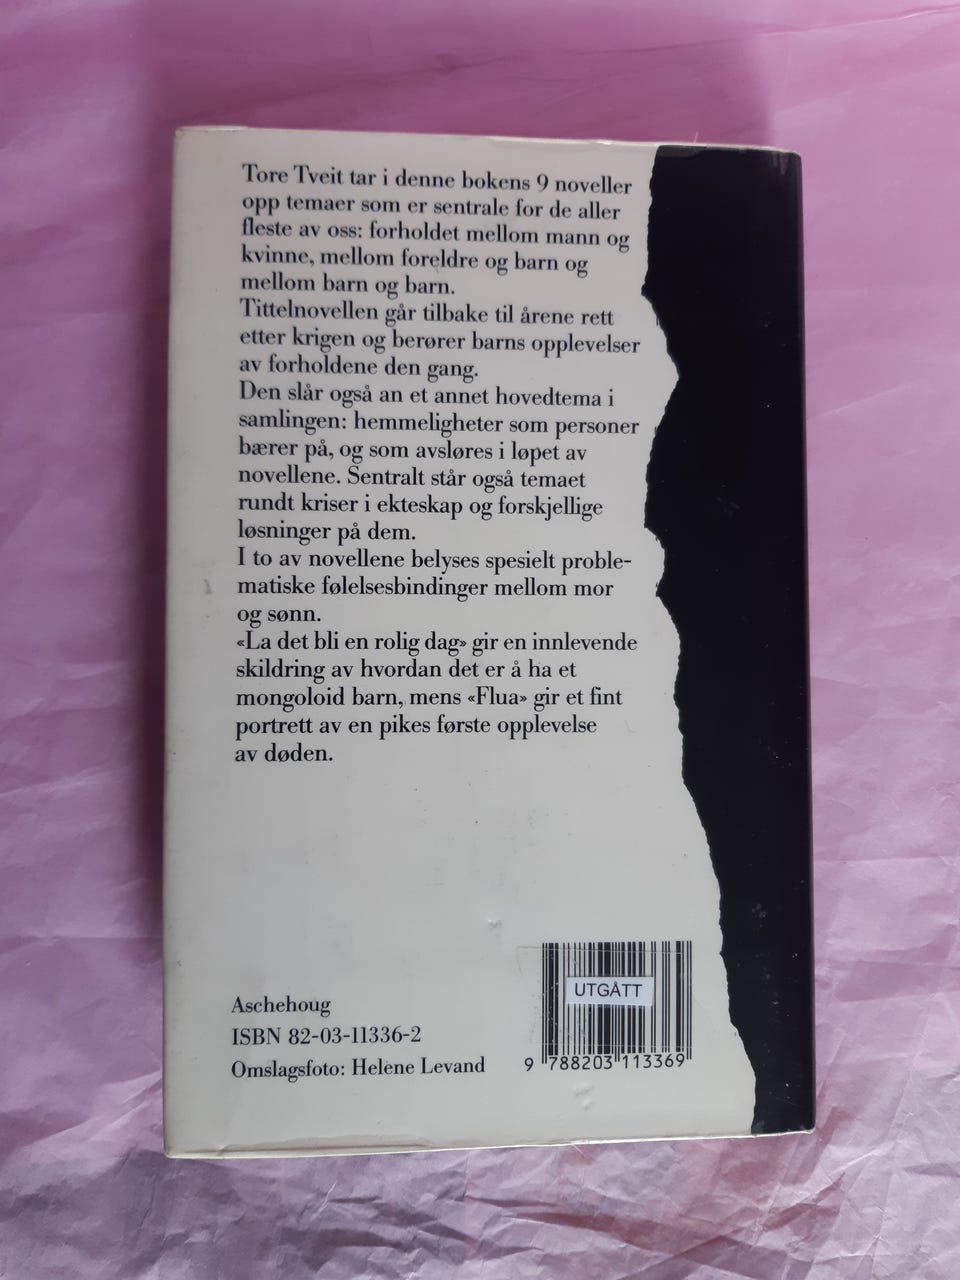 Tore Tveit tar i denne bokens 9 noveller
opp temaer som er sentrale for de aller
fleste av oss: forholdet mellom mann og
kvinne, mellom foreldre og barn og
mellom barn og barn.
Tittelnovellen går tilbake til årene rett
etter krigen og berører barns opplevelser
av forholdene den gang.
Den slår også an et annet hovedtema i
samlingen: hemmeligheter som personer
bærer på, og som avsløres i løpet av
novellene. Sentralt står også temaet
rundt kriser i ekteskap og forskjellige
løsninger på dem.
I to av novellene belyses spesielt proble-
matiske følelsesbindinger mellom mor
og sønn.
«La det bli en rolig dag» gir en innlevende
skildring av hvordan det er å ha et
mongoloid barn, mens «Flua» gir et fint
portrett av en pikes første opplevelse
av døden.
Aschehoug
ISBN 82-03-11336-2
Omslagsfoto: Helene Levand
UTGÅTT
9 788203 113369